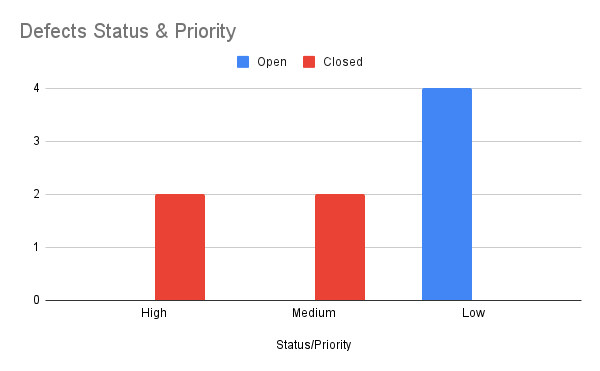 Defects Status & Priority
Open Closed
4
3
2
1
0
High Medium Low
Status/Priority